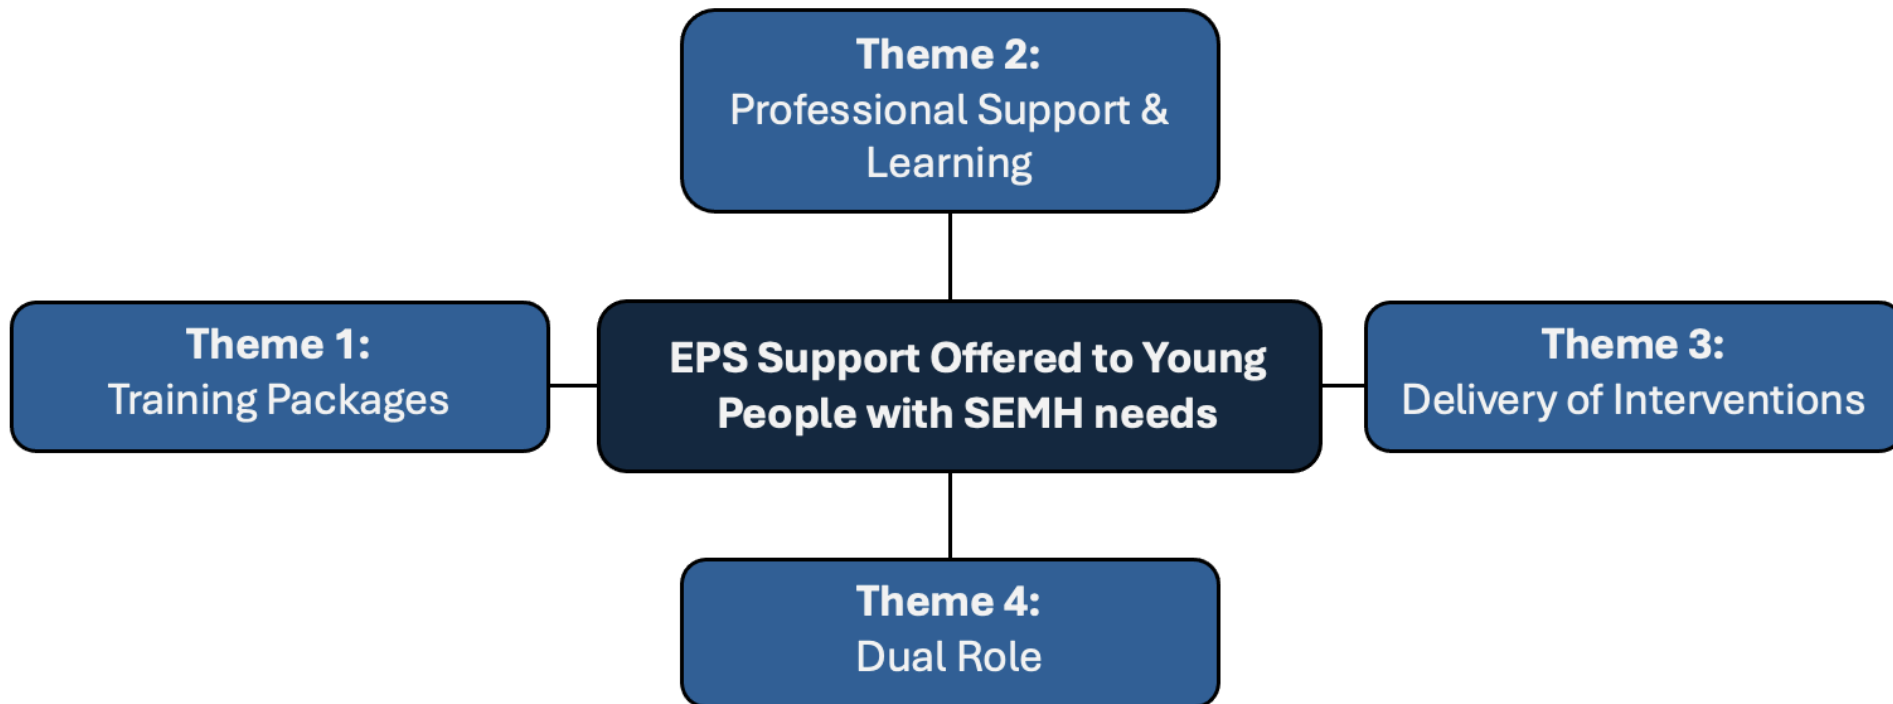 Theme 2:
Professional Support &
Learning
Theme 1:
Training Packages
EPS Support Offered to Young
People with SEMH needs
Theme 3:
Delivery of Interventions
Theme 4:
Dual Role